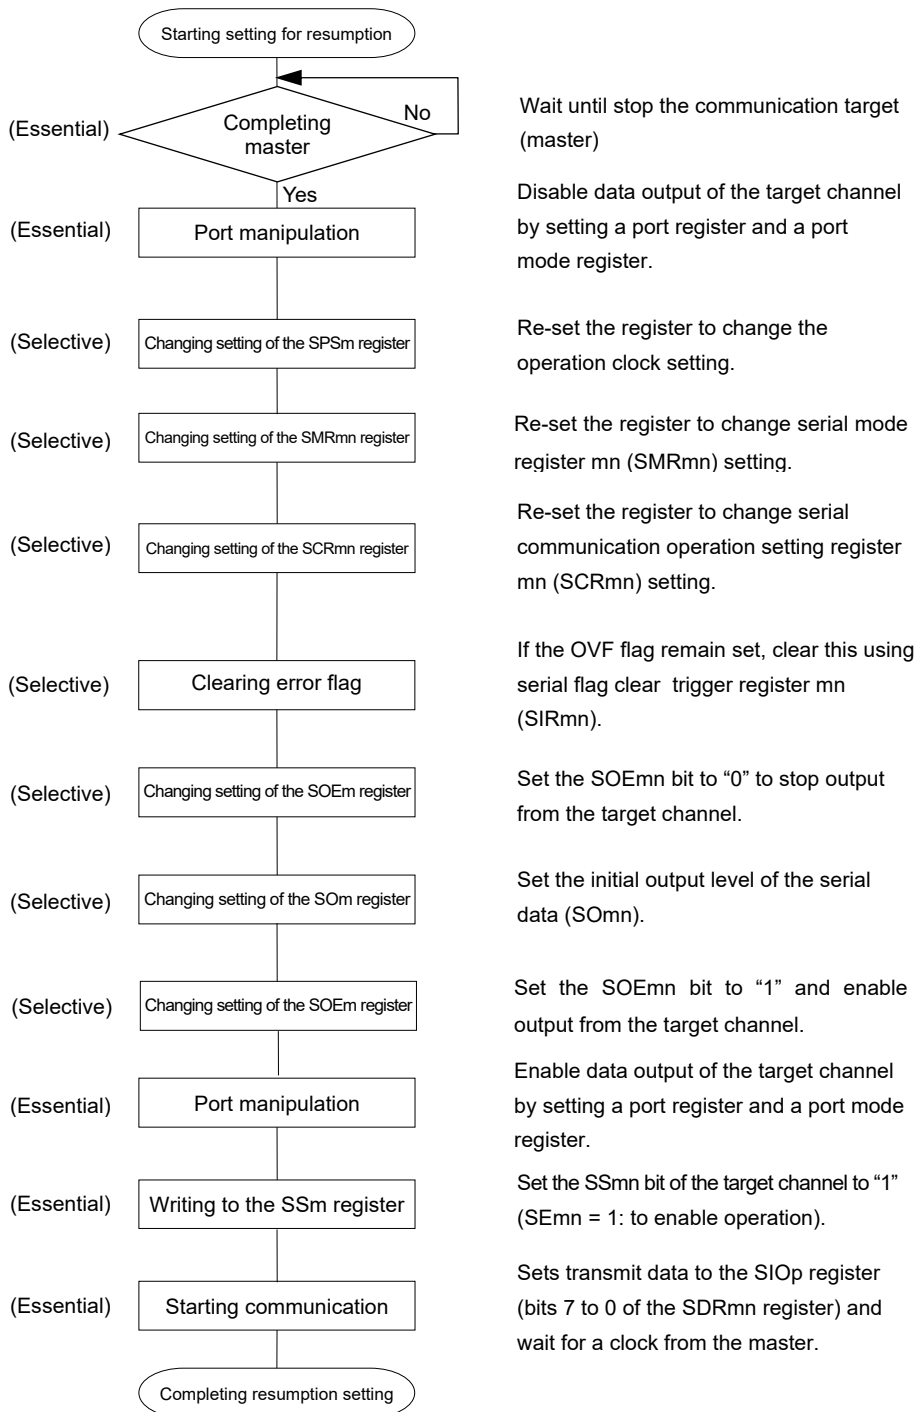 Starting setting for resumption
(Essential)
Completing
master
No
Wait until stop the communication target
(master)
Yes
(Essential)
Port manipulation
Disable data output of the target channel
by setting a port register and a port
mode register.
(Selective)
Changing setting of the SPSm register
Re-set the register to change the
operation clock setting.
(Selective)
Changing setting of the SMRmn register
Re-set the register to change serial mode
register mn (SMRmn) setting.
(Selective)
Changing setting of the SCRmn register
Re-set the register to change serial
communication operation setting register
mn (SCRmn) setting.
(Selective)
Clearing error flag
If the OVF flag remain set, clear this using
serial flag clear trigger register mn
(SIRmn).
(Selective)
Changing setting of the SOEm register
Set the SOEmn bit to “0” to stop output
from the target channel.
(Selective)
Changing setting of the SOm register
Set the initial output level of the serial
data (SOmn).
(Selective)
Changing setting of the SOEm register
Set the SOEmn bit to “1” and enable
output from the target channel.
(Essential)
Port manipulation
Enable data output of the target channel
by setting a port register and a port mode
register.
(Essential)
Writing to the SSm register
Set the SSmn bit of the target channel to “1”
(SEmn = 1: to enable operation).
(Essential)
Starting communication
Sets transmit data to the SIOp register
(bits 7 to 0 of the SDRmn register) and
wait for a clock from the master.
Completing resumption setting